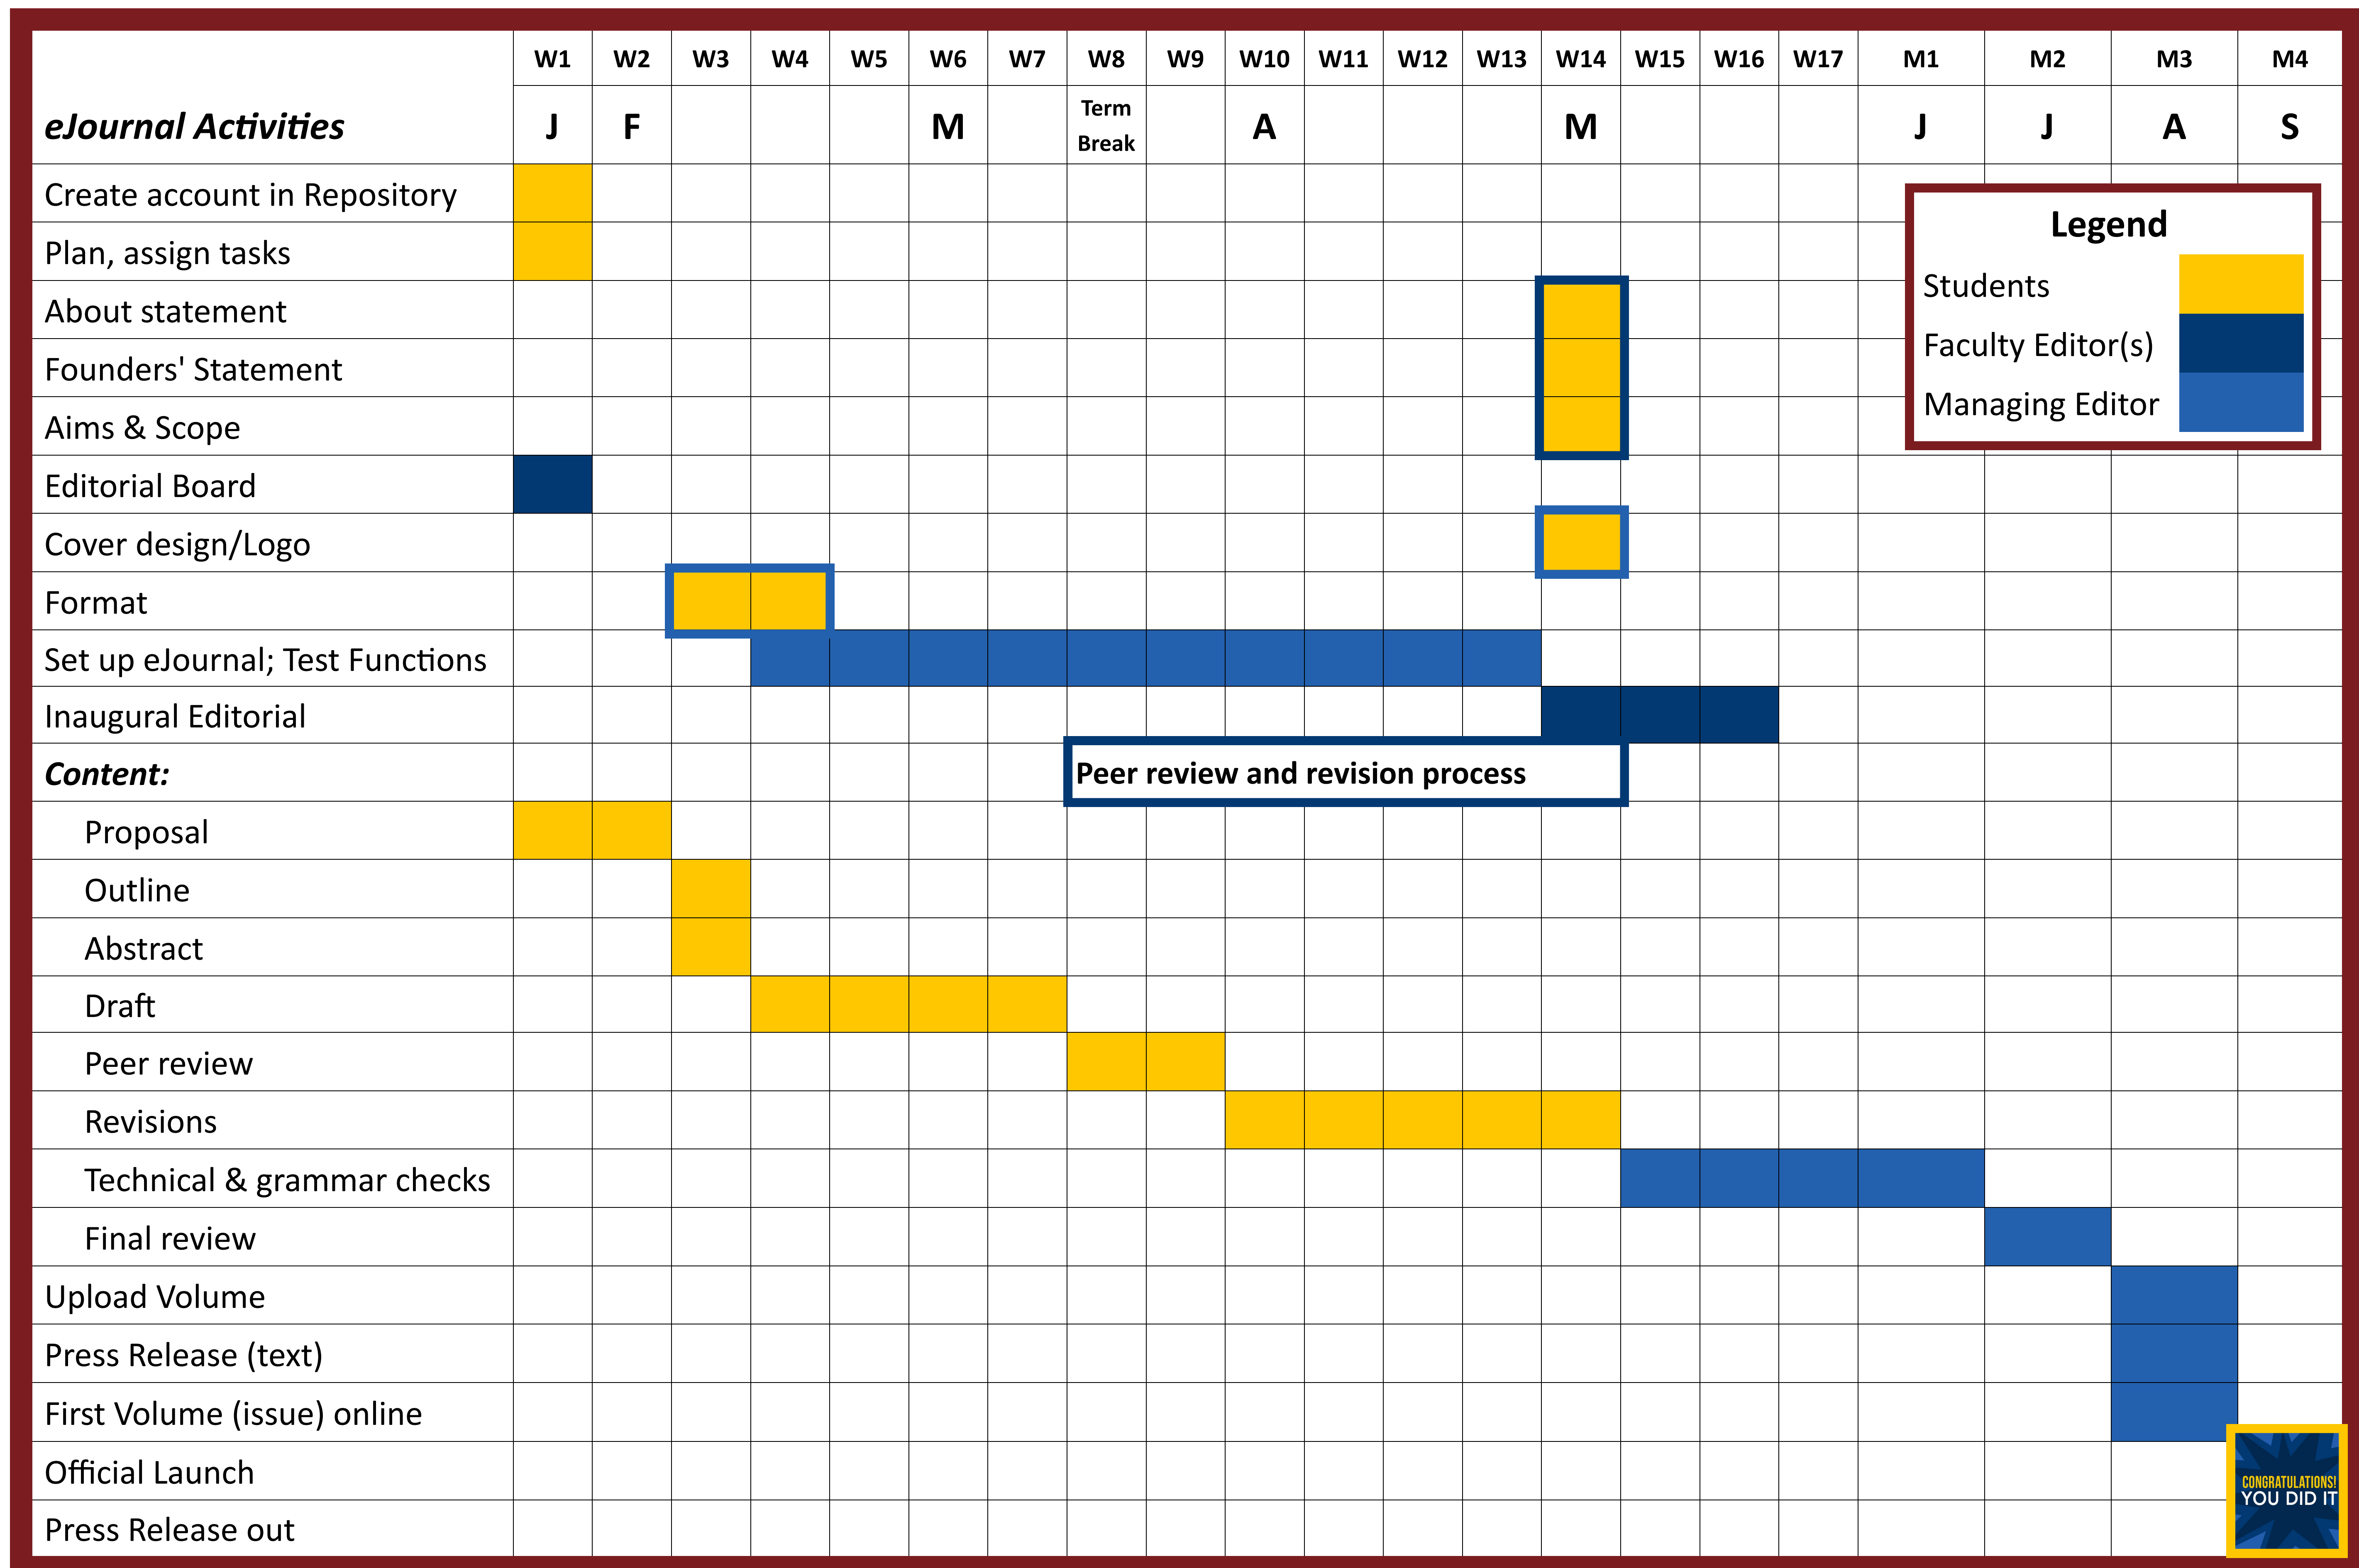 W1 W2 W3 W4 W5 W6 W7 W8 W9 W10 W11 W12 W13 W14 W15 W16 W17 M1 M2 M3 M4
eJournal Activities J F M Term Break A M J J A S
Create account in Repository
Plan, assign tasks
About statement
Founders' Statement
Aims & Scope
Editorial Board
Cover design/Logo
Format
Set up eJournal; Test Functions
Inaugural Editorial
Content:
Peer review and revision process
Proposal
Outline
Abstract
Draft
Peer review
Revisions
Technical & grammar checks
Final review
Upload Volume
Press Release (text)
First Volume (issue) online
Official Launch
Press Release out
Legend
Students
Faculty Editor(s)
Managing Editor
CONGRATULATIONS!
YOU DID IT